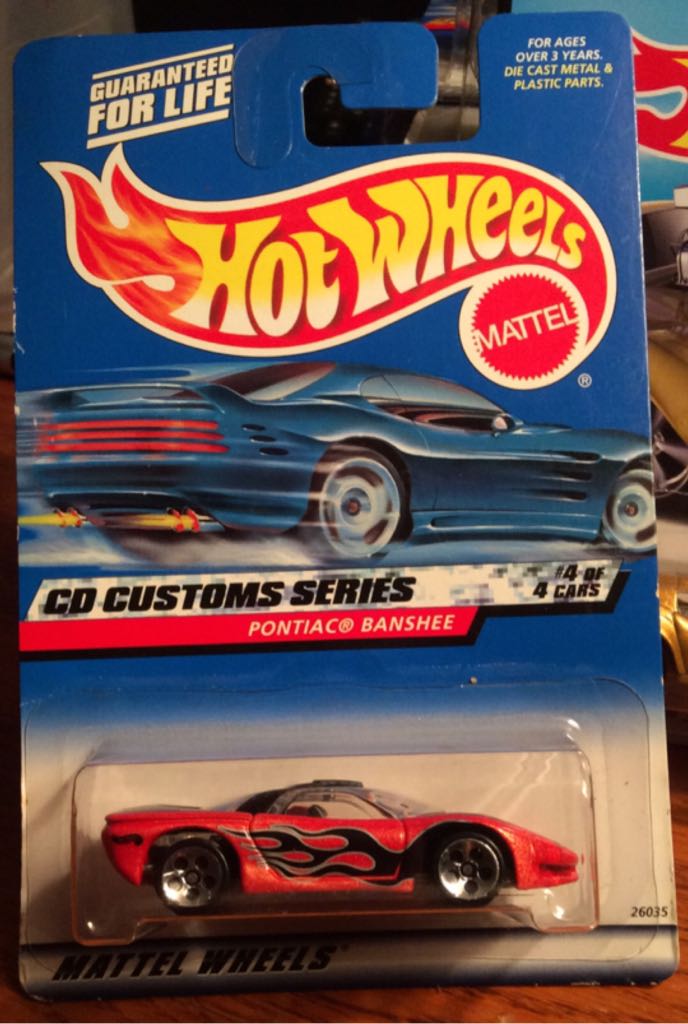 GUARANTEED
FOR LIFE
FOR AGES
OVER 3 YEARS.
DIE CAST METAL &
PLASTIC PARTS.
HOT WHEELS
MATTEL
®
CD CUSTOMS SERIES
#4 OF
4 CARS
PONTIAC® BANSHEE
26035
MATTEL WHEELS